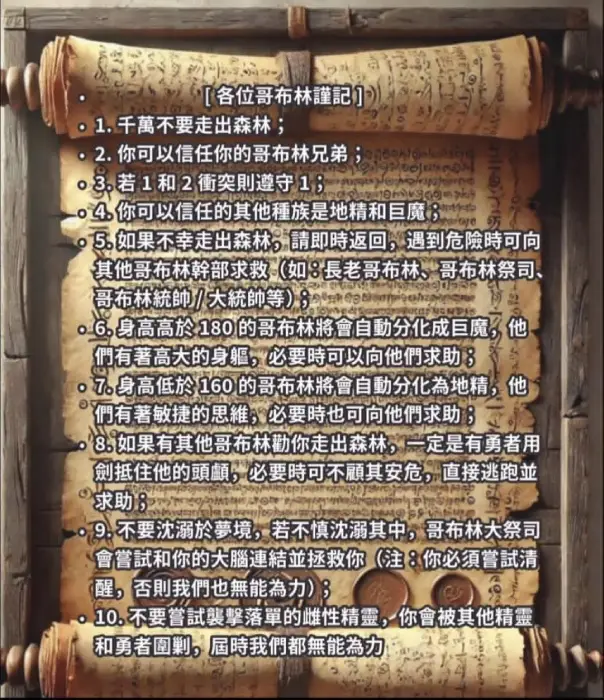 [ 各位哥布林謹記 ]
1. 千萬不要走出森林；
2. 你可以信任你的哥布林兄弟；
3. 若 1 和 2 衝突則遵守 1；
4. 你可以信任的其他種族是地精和巨魔；
5. 如果不幸走出森林，請即時返回，遇到危險時可向
其他哥布林幹部求救（如：長老哥布林、哥布林祭司、
哥布林統帥 / 大統帥等）；
6. 身高高於 180 的哥布林將會自動分化成巨魔，他
們有著高大的身軀，必要時可以向他們求助；
7. 身高低於 160 的哥布林將會自動分化為地精，他
們有著敏捷的思維，必要時也可向他們求助；
8. 如果有其他哥布林勸你走出森林，一定是有勇者用
劍抵住他的頭顱，必要時可不顧其安危，直接逃跑並
求助；
9. 不要沈溺於夢境，若不慎沈溺其中，哥布林大祭司
會嘗試和你的大腦連結並拯救你（注：你必須嘗試清
醒，否則我們也無能為力）；
10. 不要嘗試襲擊落單的雌性精靈，你會被其他精靈
和勇者圍剿，屆時我們都無能為力